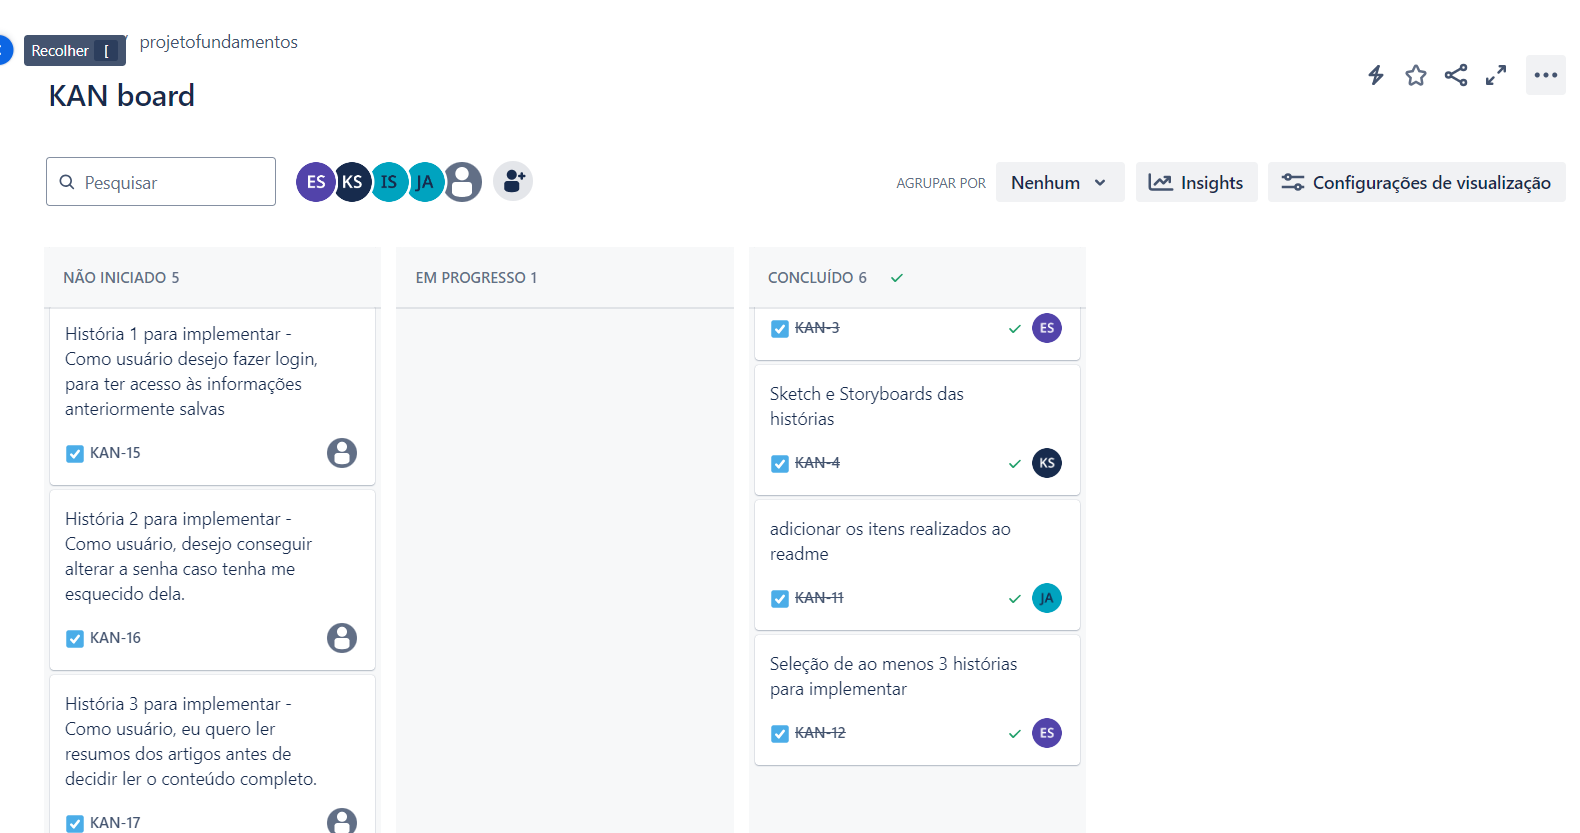 Recolher [
projetofundamentos
KAN board
Pesquisar
ES KS IS JA
AGRUPAR POR
Nenhum
Insights
Configurações de visualização
NÃO INICIADO 5
História 1 para implementar -
Como usuário desejo fazer login,
para ter acesso às informações
anteriormente salvas
KAN-15
História 2 para implementar -
Como usuário, desejo conseguir
alterar a senha caso tenha me
esquecido dela.
KAN-16
História 3 para implementar -
Como usuário, eu quero ler
resumos dos artigos antes de
decidir ler o conteúdo completo.
KAN-17
EM PROGRESSO 1
CONCLUÍDO 6
KAN-3
ES
Sketch e Storyboards das
histórias
KAN-4
KS
adicionar os itens realizados ao
readme
KAN-11
JA
Seleção de ao menos 3 histórias
para implementar
KAN-12
ES